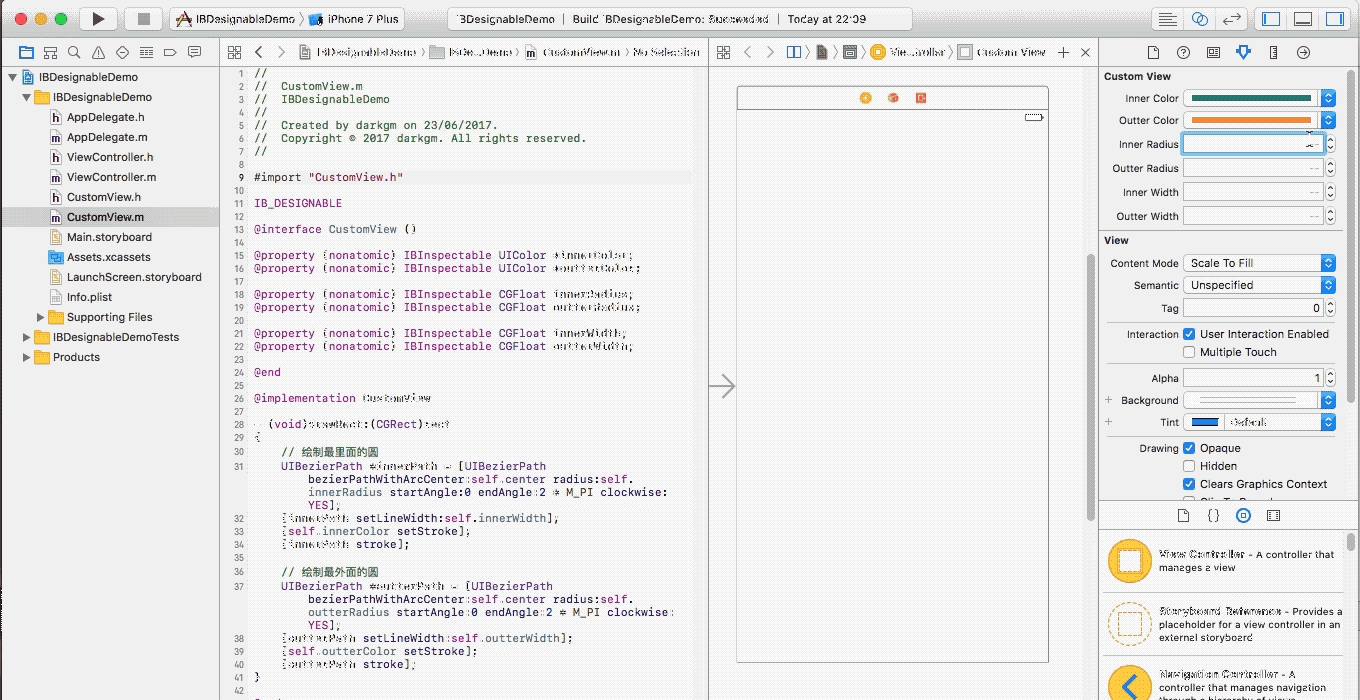 IBDesignableDemo
iPhone 7 Plus
IBDesignableDemo | Build IBDesignableDemo: Succeeded | Today at 22:09
IBDesignableDemo
IBDesignableDemo
AppDelegate.h
AppDelegate.m
ViewController.h
ViewController.m
CustomView.h
CustomView.m
Main.storyboard
Assets.xcassets
LaunchScreen.storyboard
Info.plist
Supporting Files
IBDesignableDemoTests
Products
IBDesignableDemo
CustomView.m
No Selection
1 //
2 // CustomView.m
3 // IBDesignableDemo
4 //
5 // Created by darkgm on 23/06/2017.
6 // Copyright © 2017 darkgm. All rights reserved.
7 //
8
9 #import "CustomView.h"
10
11 IB_DESIGNABLE
12
13 @interface CustomView ()
14
15 @property (nonatomic) IBInspectable UIColor *innerColor;
16 @property (nonatomic) IBInspectable UIColor *outterColor;
17
18 @property (nonatomic) IBInspectable CGFloat innerRadius;
19 @property (nonatomic) IBInspectable CGFloat outterRadius;
20
21 @property (nonatomic) IBInspectable CGFloat innerWidth;
22 @property (nonatomic) IBInspectable CGFloat outterWidth;
23
24 @end
25
26 @implementation CustomView
27
28 - (void)drawRect:(CGRect)rect
29 {
30 // 绘制最里面的圆
31 UIBezierPath *innerPath = [UIBezierPath
bezierPathWithArcCenter:self.center radius:self.
innerRadius startAngle:0 endAngle:2 * M_PI clockwise:
YES];
32 [innerPath setLineWidth:self.innerWidth];
33 [self.innerColor setStroke];
34 [innerPath stroke];
35
36 // 绘制最外面的圆
37 UIBezierPath *outterPath = [UIBezierPath
bezierPathWithArcCenter:self.center radius:self.
outterRadius startAngle:0 endAngle:2 * M_PI clockwise:
YES];
38 [outterPath setLineWidth:self.outterWidth];
39 [self.outterColor setStroke];
40 [outterPath stroke];
41 }
42
Custom View
Custom View
Inner Color
Outter Color
Inner Radius
Outter Radius
Inner Width
Outter Width
View
Content Mode Scale To Fill
Semantic Unspecified
Tag 0
Interaction User Interaction Enabled
Multiple Touch
Alpha 1
Background
Tint Default
Drawing Opaque
Hidden
Clears Graphics Context
View Controller - A controller that
manages a view
Storyboard Reference - Provides a
placeholder for a view controller in an
external storyboard
Navigation Controller - A
controller that manages navigation
through a hierarchy of views